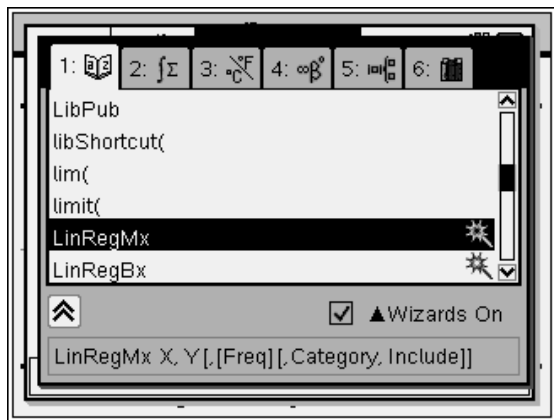 1: 2: ∫Σ 3: °C°F 4: ∞β° 5: 6:
LibPub
libShortcut(
lim(
limit(
LinRegMx
LinRegBx
▲Wizards On
LinRegMx X, Y[,[Freq][,Category, Include]]